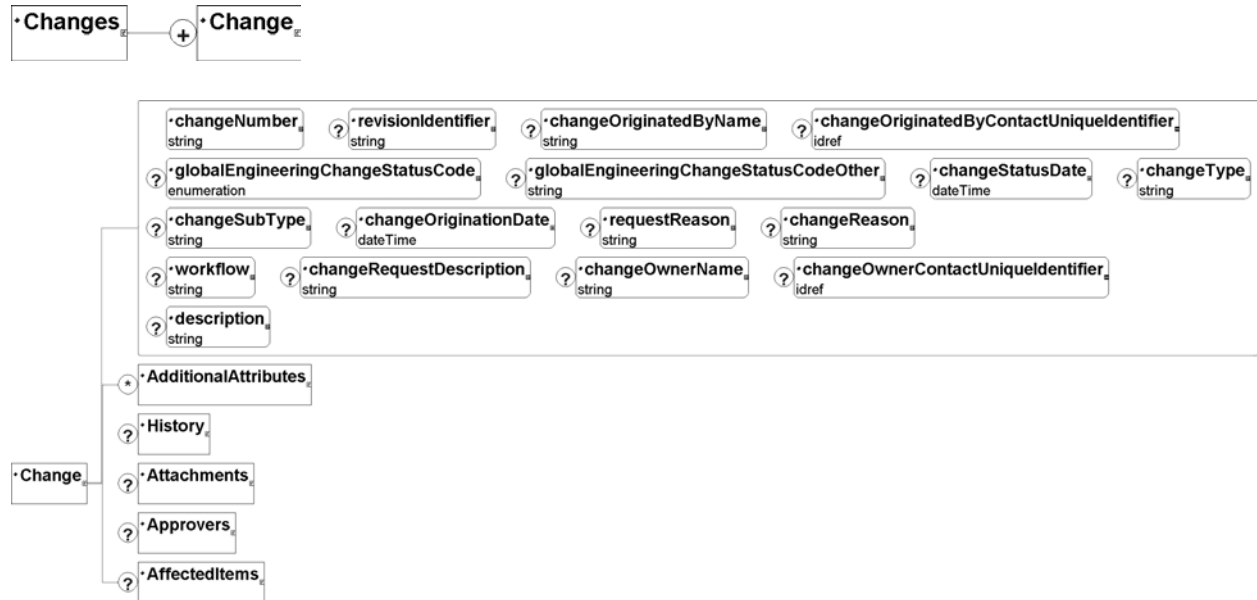 Changes + Change
changeNumber ? revisionIdentifier ? changeOriginatedByName ? changeOriginatedByContactUniqueIdentifier
string string string idref
? globalEngineeringChangeStatusCode ? globalEngineeringChangeStatusCodeOther ? changeStatusDate ? changeType
enumeration string dateTime string
? changeSubType ? changeOriginationDate ? requestReason ? changeReason
string dateTime string string
? workflow ? changeRequestDescription ? changeOwnerName ? changeOwnerContactUniqueIdentifier
string string string idref
? description
string
* AdditionalAttributes
? History
Change ? Attachments
? Approvers
? AffectedItems